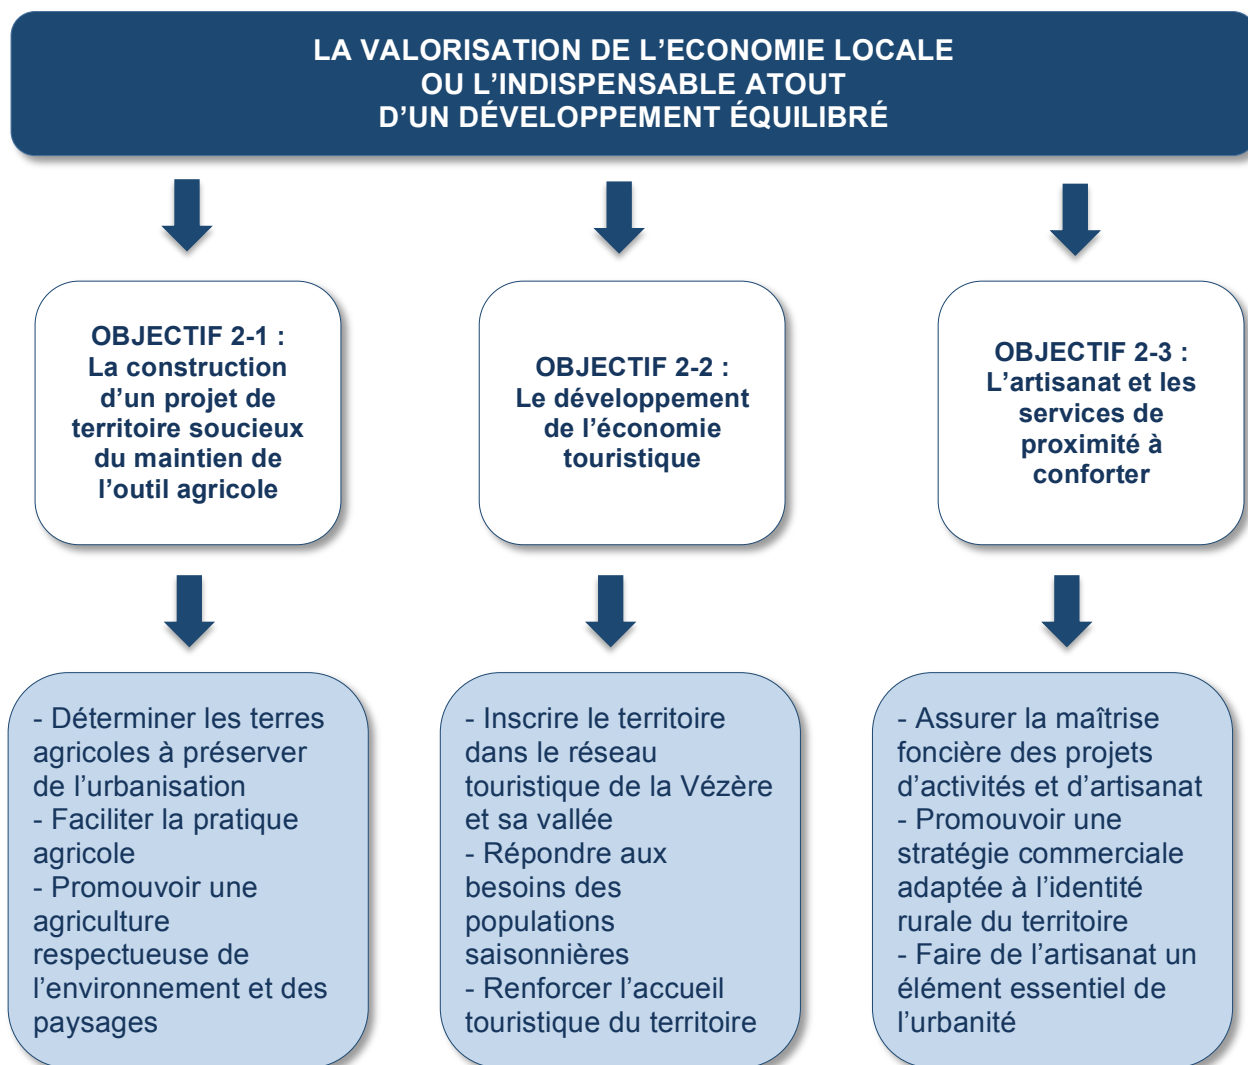 LA VALORISATION DE L’ECONOMIE LOCALE
OU L’INDISPENSABLE ATOUT
D’UN DÉVELOPPEMENT ÉQUILIBRÉ
OBJECTIF 2-1 :
La construction
d’un projet de
territoire soucieux
du maintien de
l’outil agricole
OBJECTIF 2-2 :
Le développement
de l’économie
touristique
OBJECTIF 2-3 :
L’artisanat et les
services de
proximité à
conforter
- Déterminer les terres
agricoles à préserver
de l’urbanisation
- Faciliter la pratique
agricole
- Promouvoir une
agriculture
respectueuse de
l’environnement et des
paysages
- Inscrire le territoire
dans le réseau
touristique de la Vézère
et sa vallée
- Répondre aux
besoins des
populations
saisonnières
- Renforcer l’accueil
touristique du territoire
- Assurer la maîtrise
foncière des projets
d’activités et d’artisanat
- Promouvoir une
stratégie commerciale
adaptée à l’identité
rurale du territoire
- Faire de l’artisanat un
élément essentiel de
l’urbanité